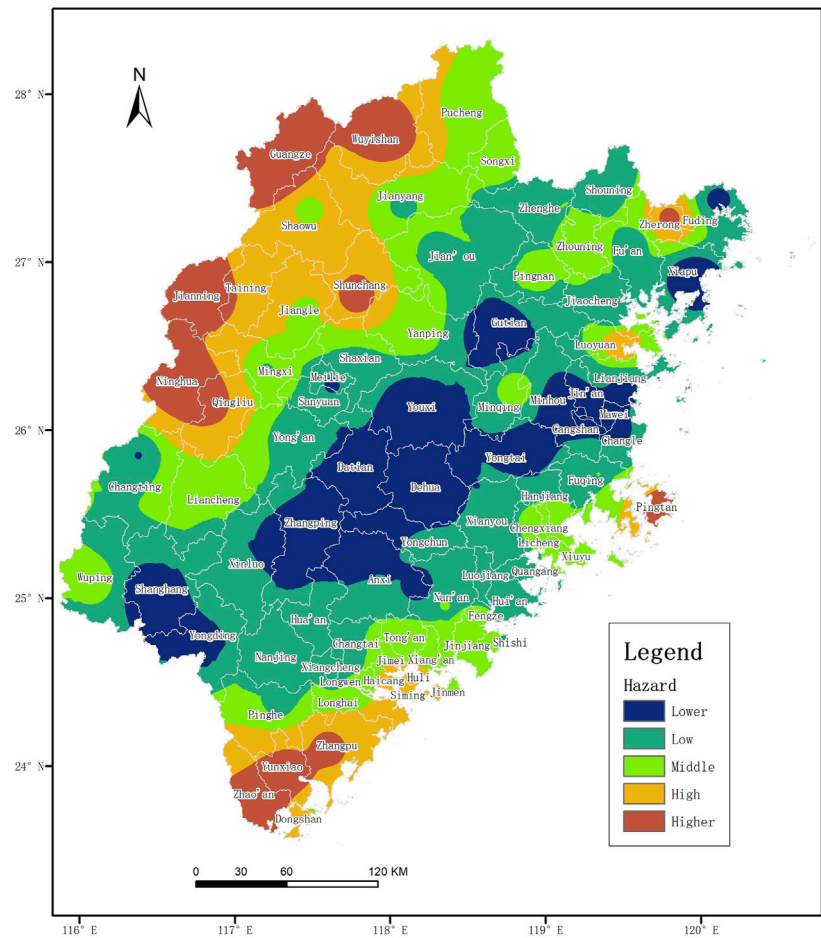 N
28° N
27° N
26° N
25° N
24° N
Pucheng
Wuyishan
Guangze
Songxi
Jianyang
Shouning
Zhenghe
Shaowu
Zherong
Fuding
Zhouning
Fu'an
Jian' ou
Xiapu
Pingnan
Taining
Shunchang
Jianning
Jiaocheng
Jiangle
Gutian
Yanping
Luoyuan
Shaxian
Mingxi
Meilie
Lianjiang
Ninghua
Jin'an
Qingliu
Sanyuan
Youxi
Minqing
Minhou
Mawei
Yong'an
Cangshan
Changle
Yongtai
Datian
Dehua
Fuqing
Changting
Liancheng
Hanjiang
Pingtan
Zhangping
Xianyou
Chengxiang
Licheng
Yongchun
Xiuyu
Xinluo
Wuping
Anxi
Luojiang
Quangang
Shanghang
Nan'an
Hui'an
Fengze
Hua'an
Yongding
Tong'an
Changtai
Jinjiang
Shishi
Nanjing
Jimei
Xiang'an
Xiangcheng
Longwen
Haicang
Huli
Siming
Jinmen
Longhai
Pinghe
Zhangpu
Yunxiao
Zhao'an
Dongshan
Legend
Hazard
Lower
Low
Middle
High
Higher
0 30 60 120 KM
116° E 117° E 118° E 119° E 120° E